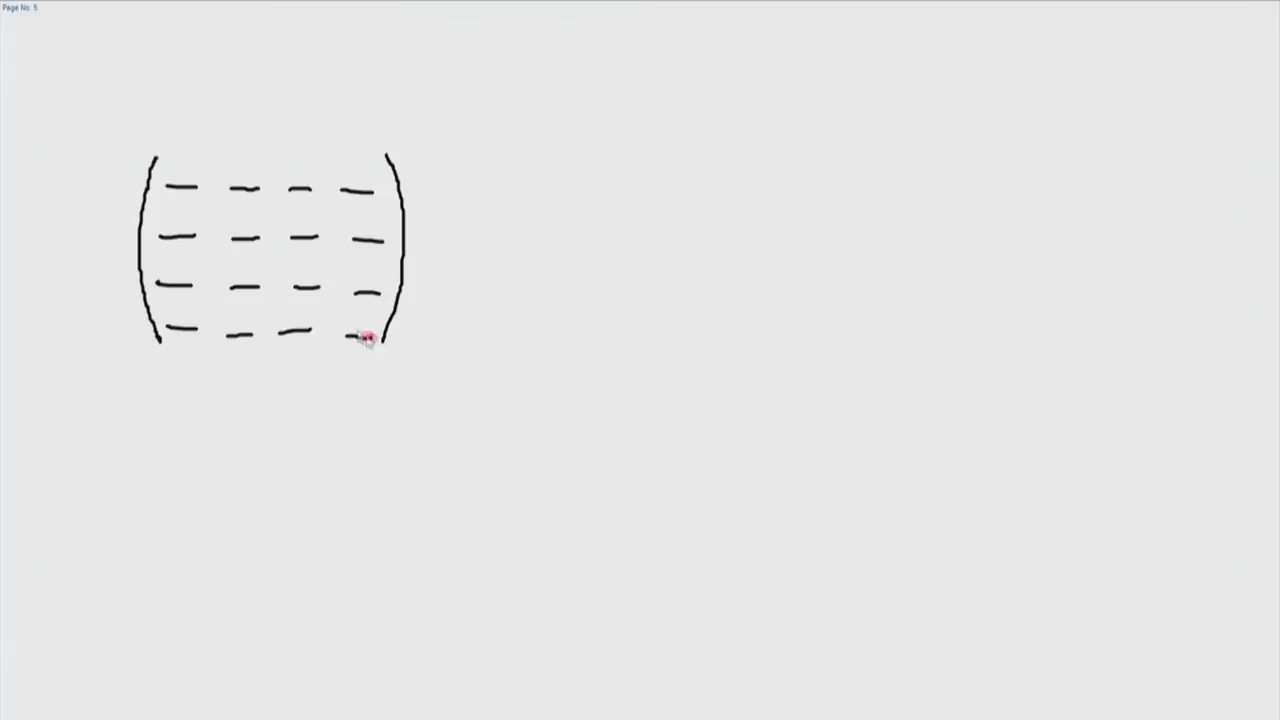 Page No: 5
( — — — — )
( — — — — )
( — — — — )
( — — — — )